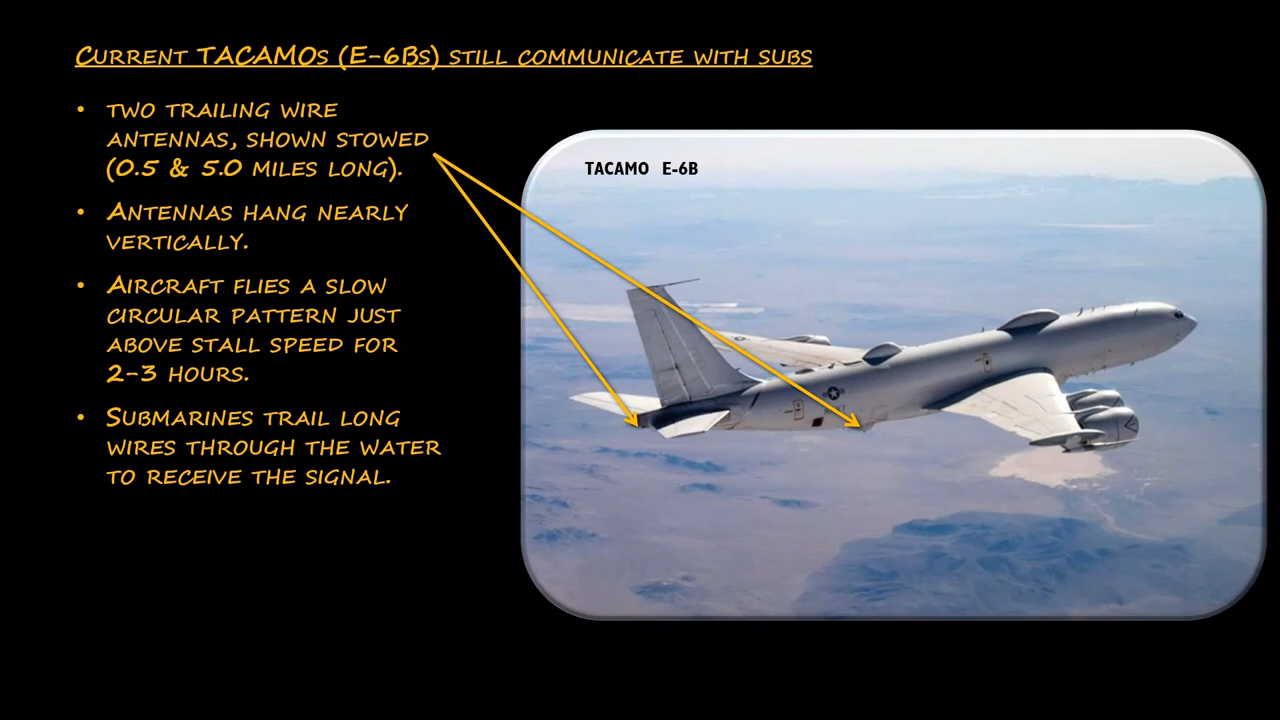 Current TACAMOs (E-6Bs) still communicate with subs
• two trailing wire
antennas, shown stowed
(0.5 & 5.0 miles long).
• Antennas hang nearly
vertically.
• Aircraft flies a slow
circular pattern just
above stall speed for
2-3 hours.
• Submarines trail long
wires through the water
to receive the signal.
TACAMO E-6B